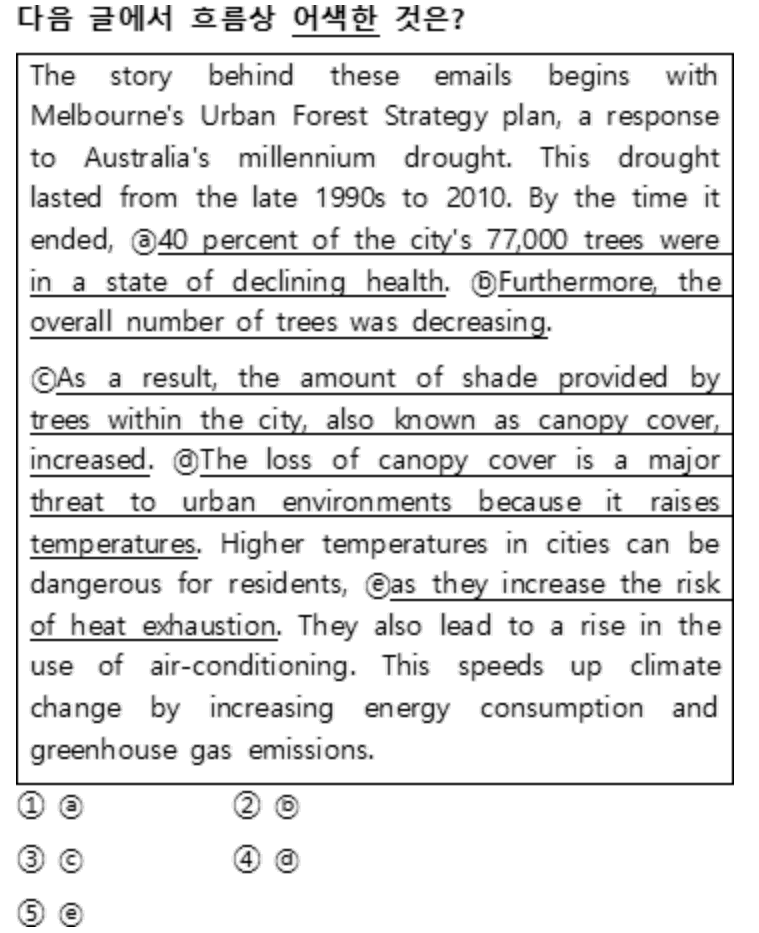 다음 글에서 흐름상 어색한 것은?
The story behind these emails begins with
Melbourne's Urban Forest Strategy plan, a response
to Australia's millennium drought. This drought
lasted from the late 1990s to 2010. By the time it
ended, ⓐ40 percent of the city's 77,000 trees were
in a state of declining health. ⓑFurthermore, the
overall number of trees was decreasing.
ⓒAs a result, the amount of shade provided by
trees within the city, also known as canopy cover,
increased. ⓓThe loss of canopy cover is a major
threat to urban environments because it raises
temperatures. Higher temperatures in cities can be
dangerous for residents, ⓔas they increase the risk
of heat exhaustion. They also lead to a rise in the
use of air-conditioning. This speeds up climate
change by increasing energy consumption and
greenhouse gas emissions.
① ⓐ ② ⓑ
③ ⓒ ④ ⓓ
⑤ ⓔ